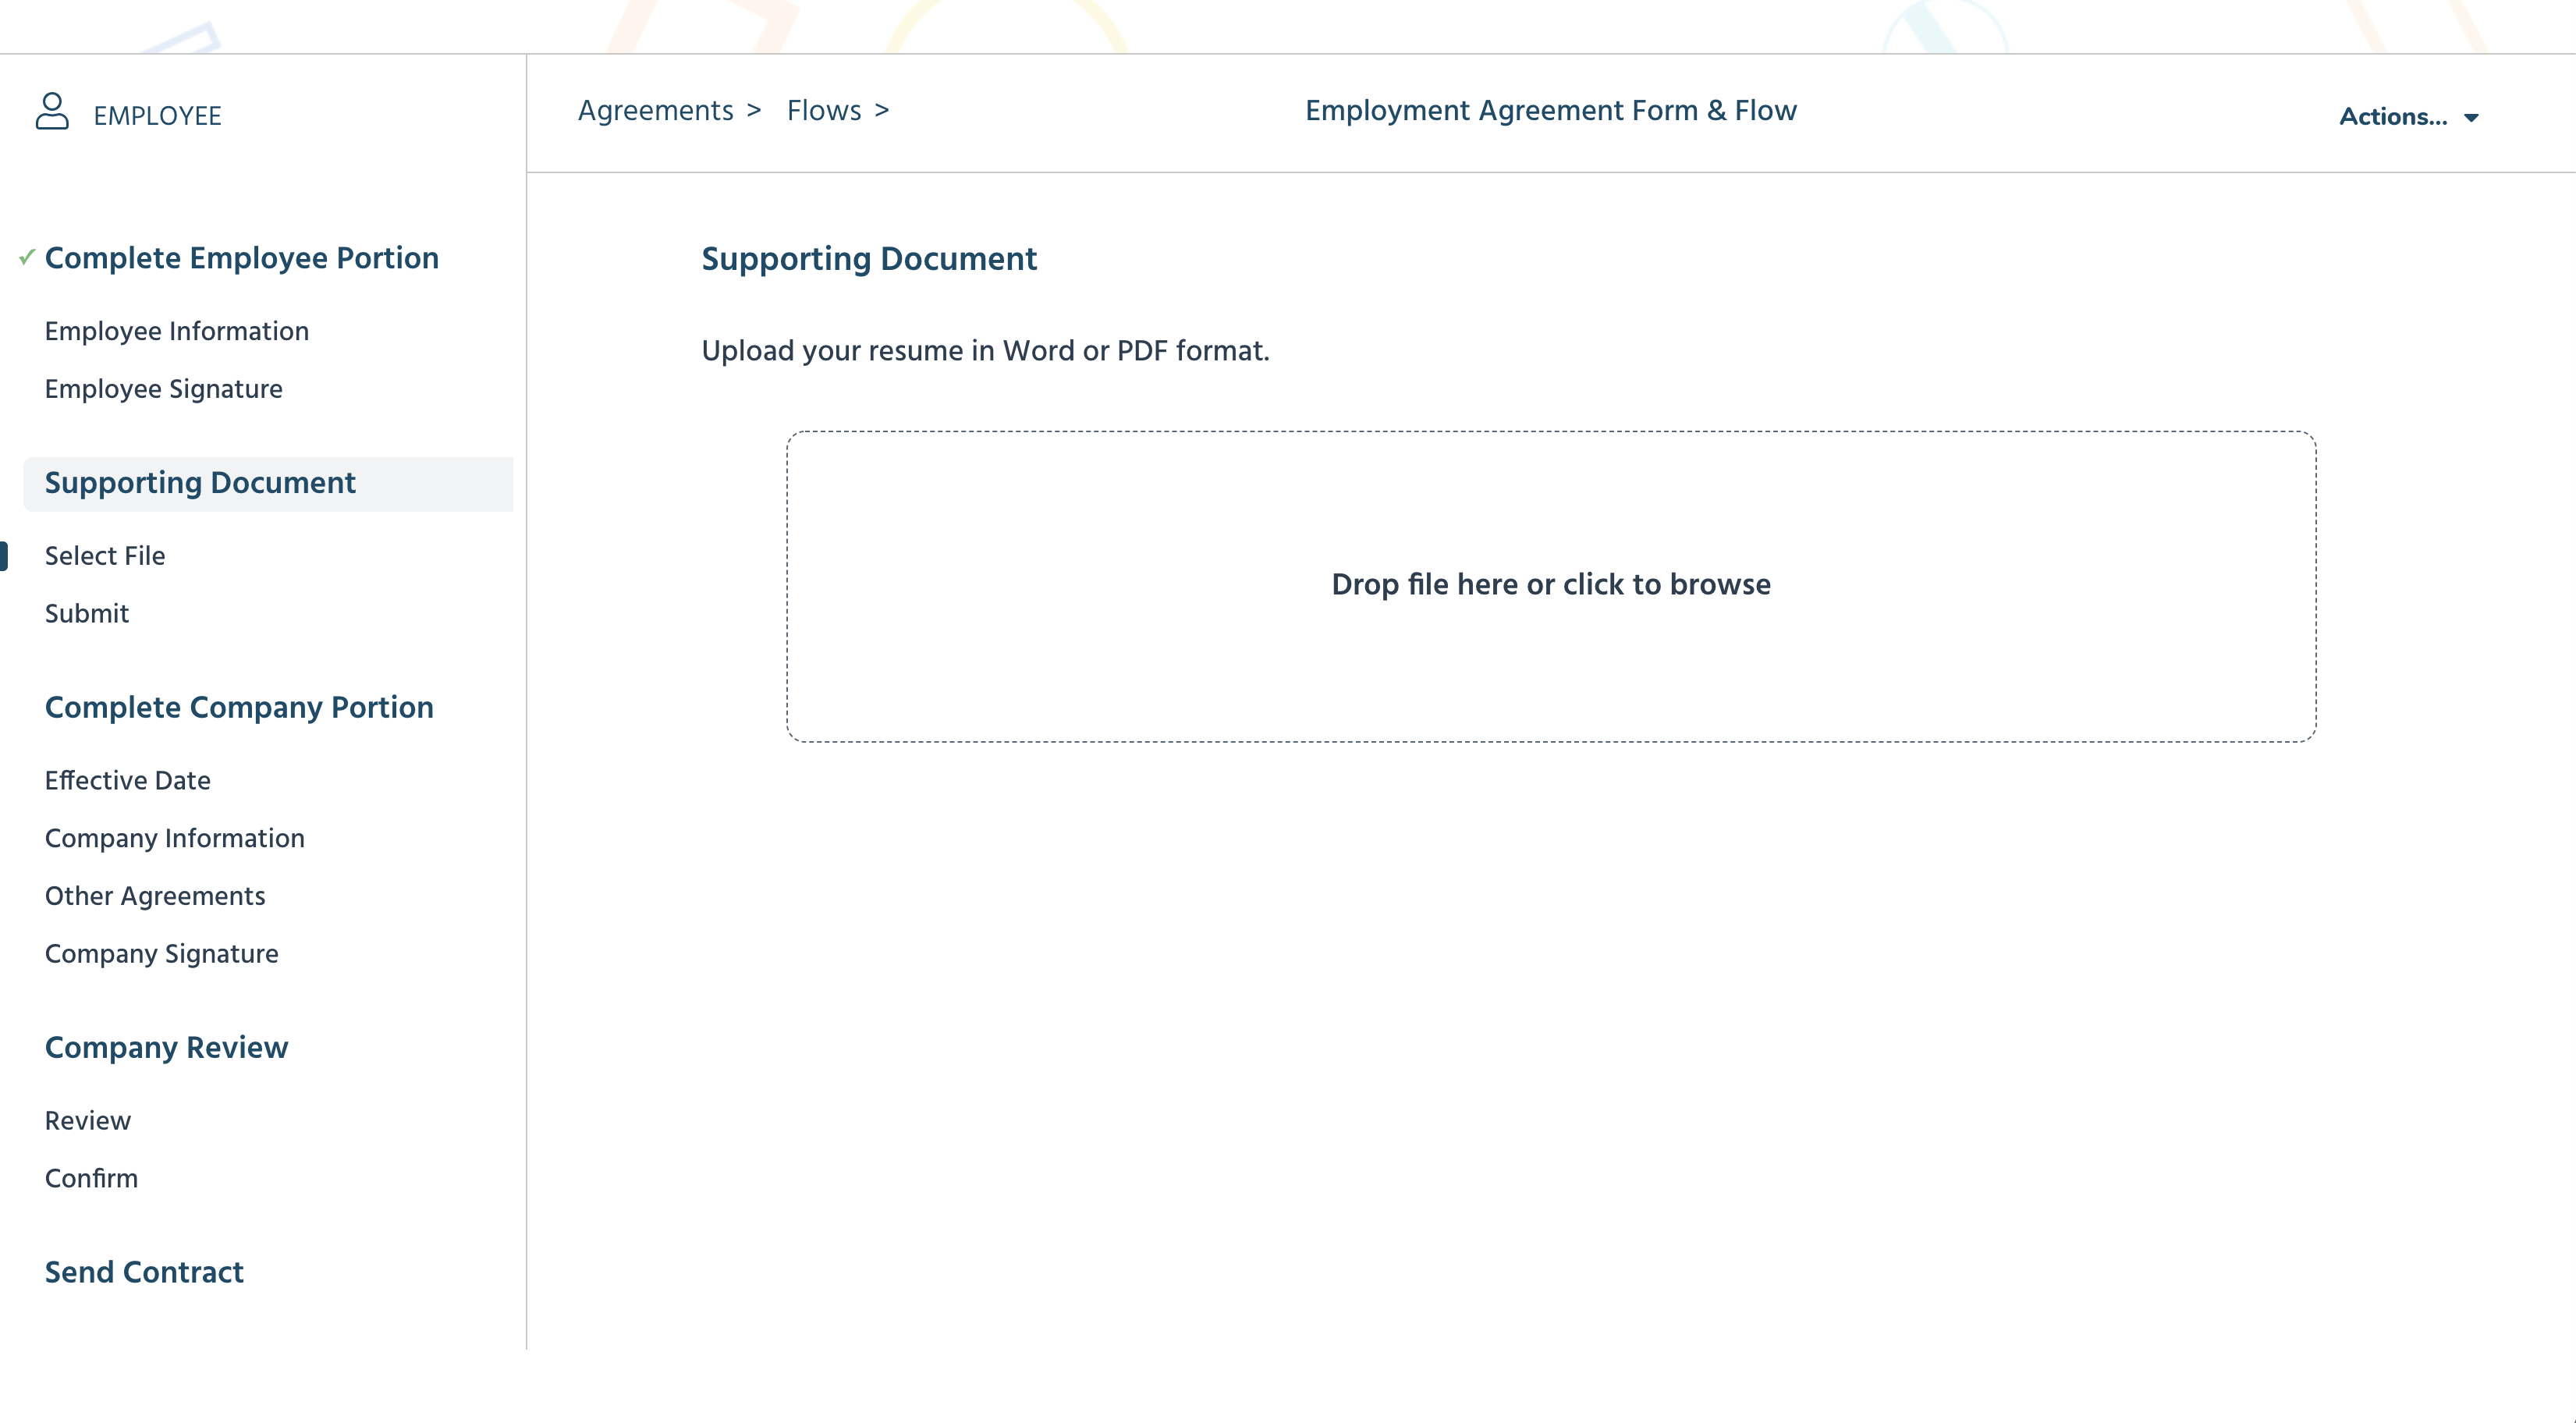 EMPLOYEE
Agreements > Flows >
Employment Agreement Form & Flow
Actions...
✓ Complete Employee Portion
Employee Information
Employee Signature
Supporting Document
Select File
Submit
Complete Company Portion
Effective Date
Company Information
Other Agreements
Company Signature
Company Review
Review
Confirm
Send Contract
Supporting Document
Upload your resume in Word or PDF format.
Drop file here or click to browse